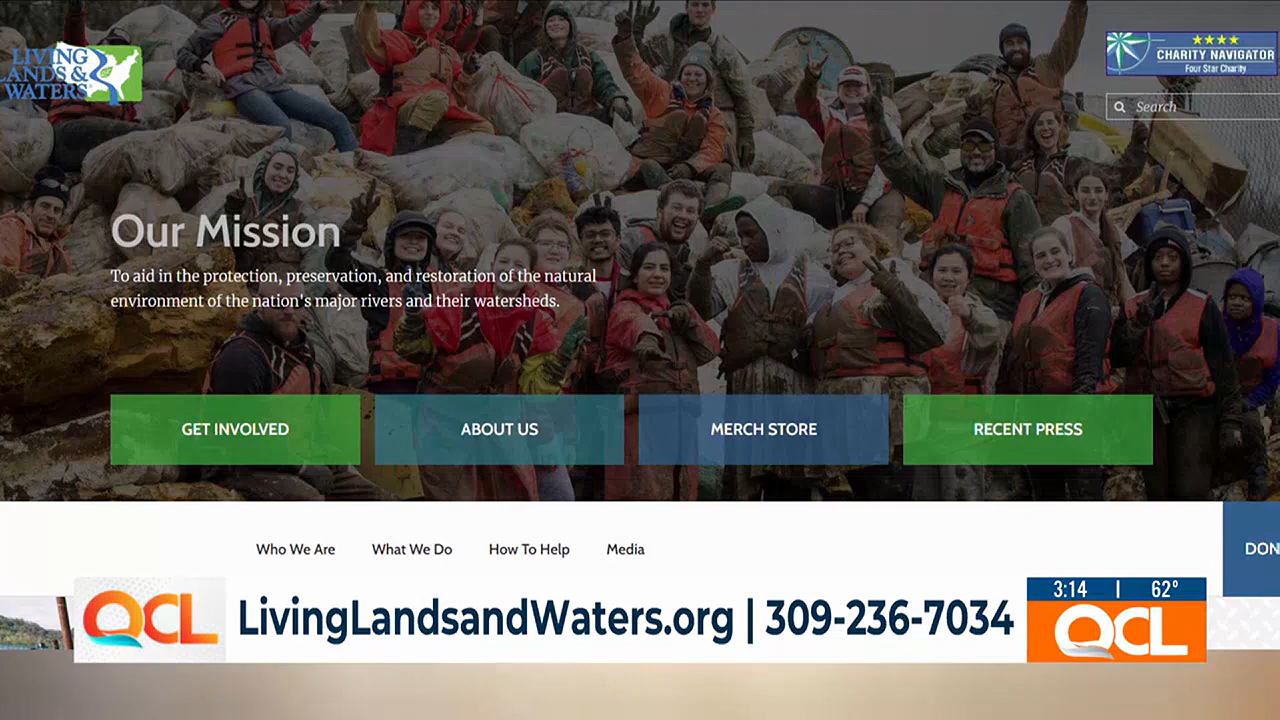 LIVING
LANDS &
WATERS
CHARITY NAVIGATOR
Four Star Charity
Search
Our Mission
To aid in the protection, preservation, and restoration of the natural
environment of the nation's major rivers and their watersheds.
GET INVOLVED
ABOUT US
MERCH STORE
RECENT PRESS
Who We Are
What We Do
How To Help
Media
DON
QCL
LivingLandsandWaters.org | 309-236-7034
3:14 | 62°
QCL